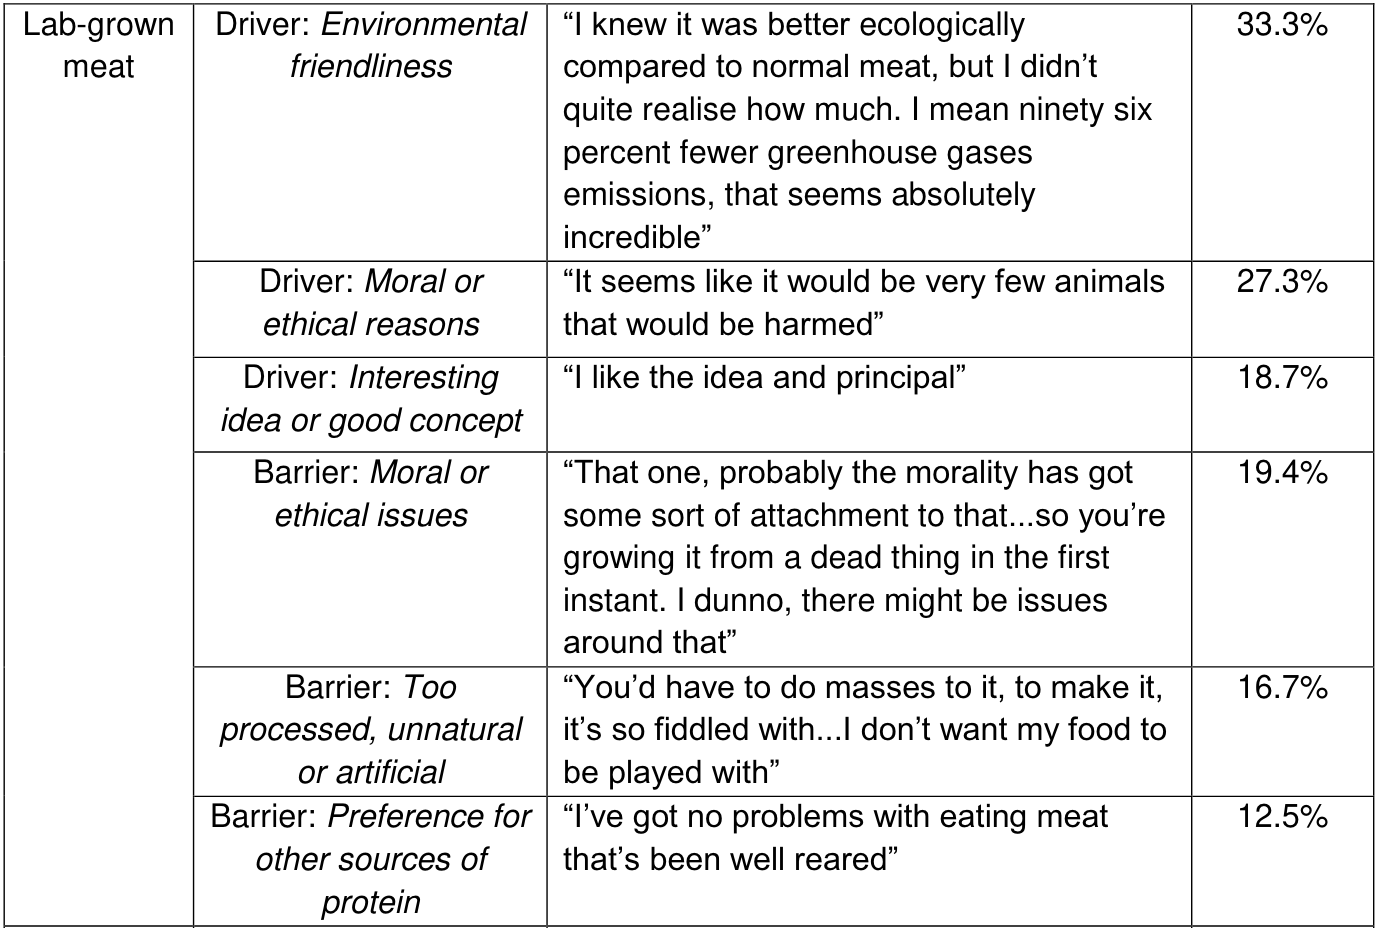 Lab-grown
meat
Driver: Environmental
friendliness
“I knew it was better ecologically
compared to normal meat, but I didn’t
quite realise how much. I mean ninety six
percent fewer greenhouse gases
emissions, that seems absolutely
incredible”
33.3%
Driver: Moral or
ethical reasons
“It seems like it would be very few animals
that would be harmed”
27.3%
Driver: Interesting
idea or good concept
“I like the idea and principal”
18.7%
Barrier: Moral or
ethical issues
“That one, probably the morality has got
some sort of attachment to that...so you’re
growing it from a dead thing in the first
instant. I dunno, there might be issues
around that”
19.4%
Barrier: Too
processed, unnatural
or artificial
“You’d have to do masses to it, to make it,
it’s so fiddled with...I don’t want my food to
be played with”
16.7%
Barrier: Preference for
other sources of
protein
“I’ve got no problems with eating meat
that’s been well reared”
12.5%